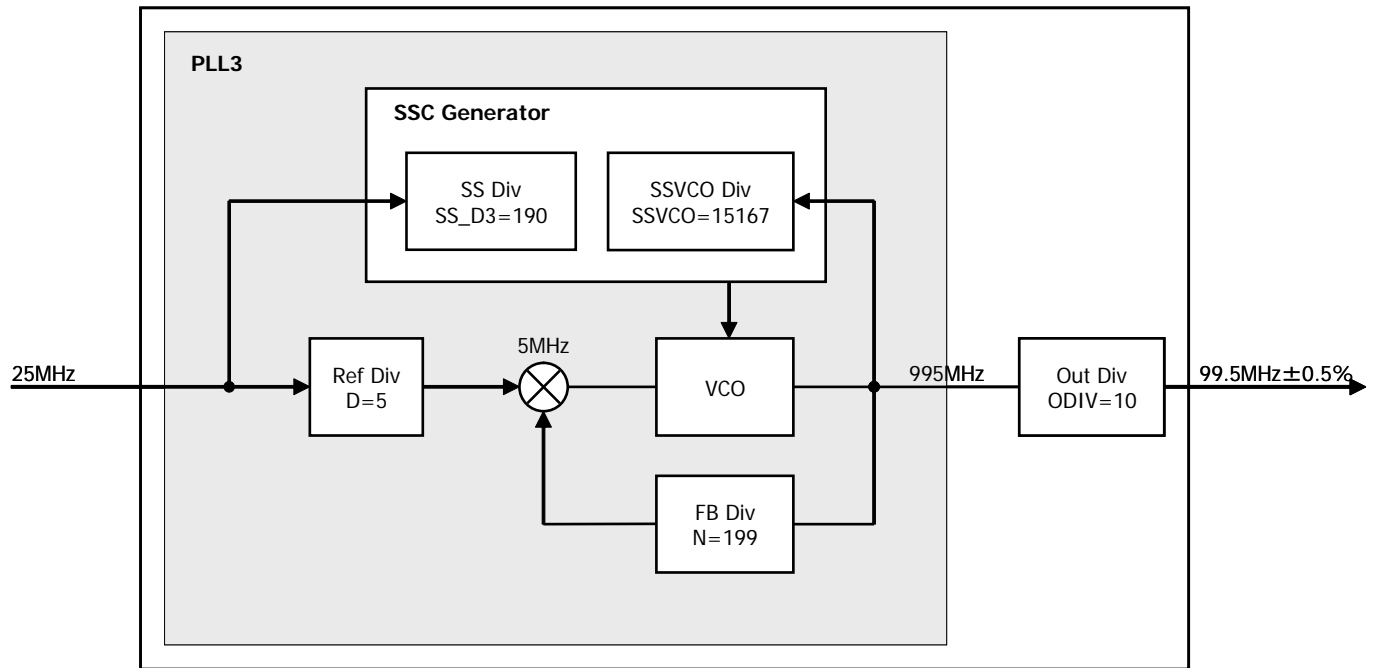 PLL3
SSC Generator
SS Div
SS_D3=190
SSVCO Div
SSVCO=15167
25MHz
Ref Div
D=5
5MHz
VCO
995MHz
Out Div
ODIV=10
99.5MHz±0.5%
FB Div
N=199